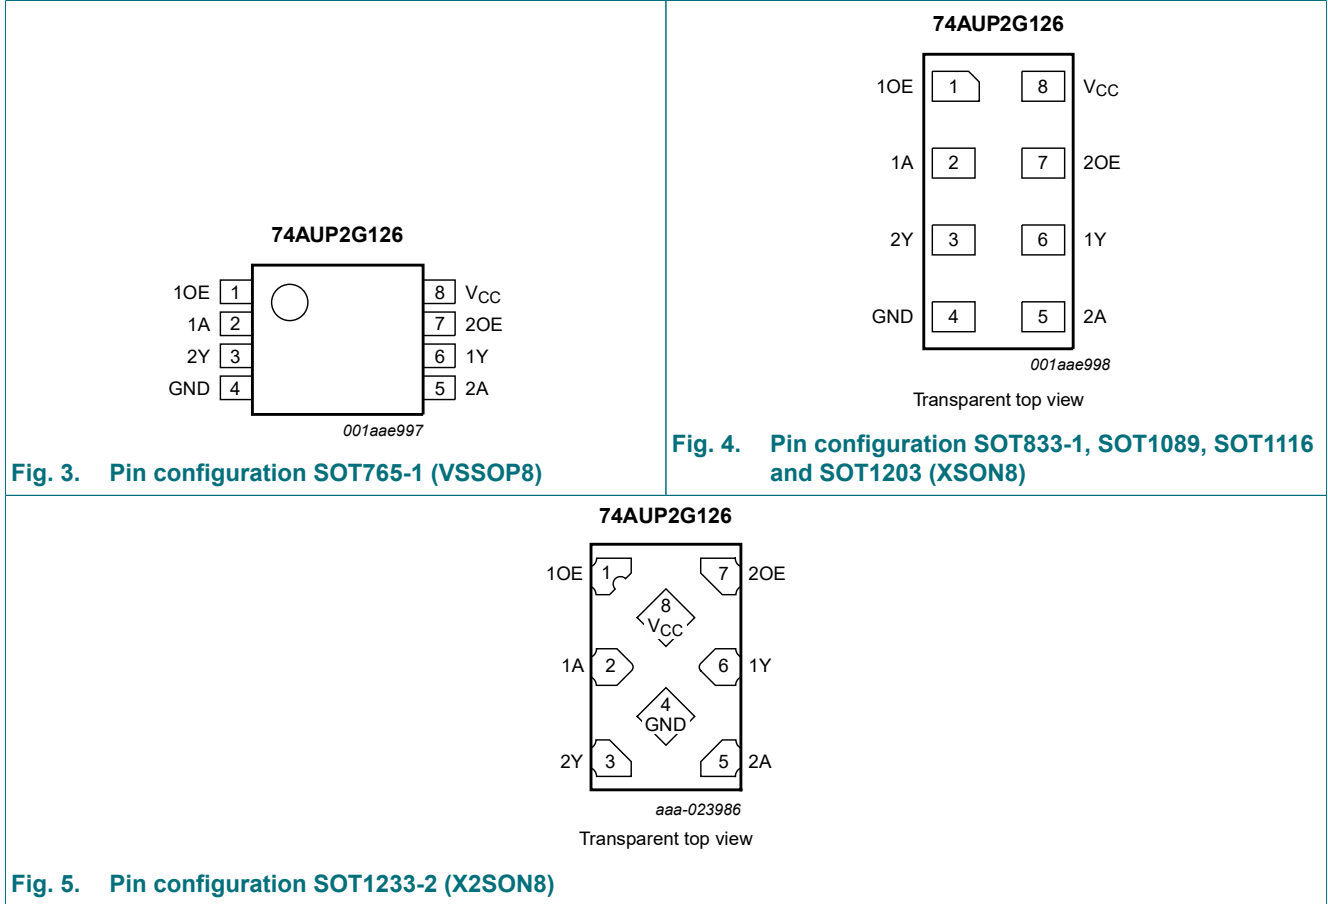 74AUP2G126
1OE 1 8 VCC
1A 2 7 2OE
2Y 3 6 1Y
GND 4 5 2A
001aae997
Fig. 3. Pin configuration SOT765-1 (VSSOP8)
74AUP2G126
1OE 1 8 VCC
1A 2 7 2OE
2Y 3 6 1Y
GND 4 5 2A
001aae998
Transparent top view
Fig. 4. Pin configuration SOT833-1, SOT1089, SOT1116
and SOT1203 (XSON8)
74AUP2G126
1OE 1 7 2OE
8
VCC
1A 2 6 1Y
4
GND
2Y 3 5 2A
aaa-023986
Transparent top view
Fig. 5. Pin configuration SOT1233-2 (X2SON8)